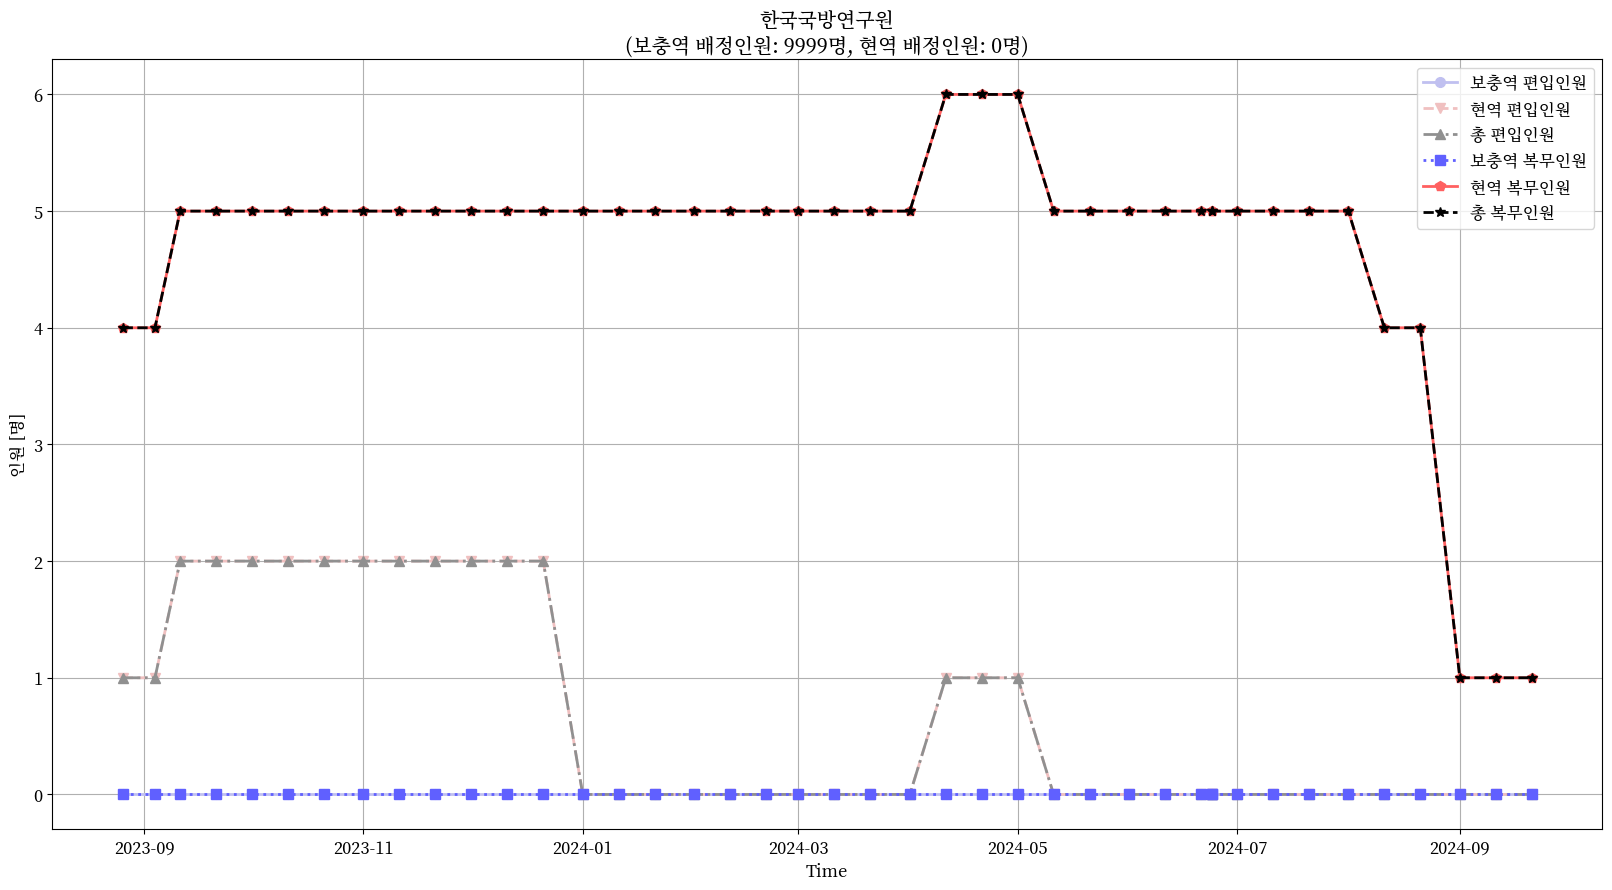 한국국방연구원
(보충역 배정인원: 9999명, 현역 배정인원: 0명)
보충역 편입인원
현역 편입인원
총 편입인원
보충역 복무인원
현역 복무인원
총 복무인원
인원 [명]
6
5
4
3
2
1
0
2023-09
2023-11
2024-01
2024-03
2024-05
2024-07
2024-09
Time